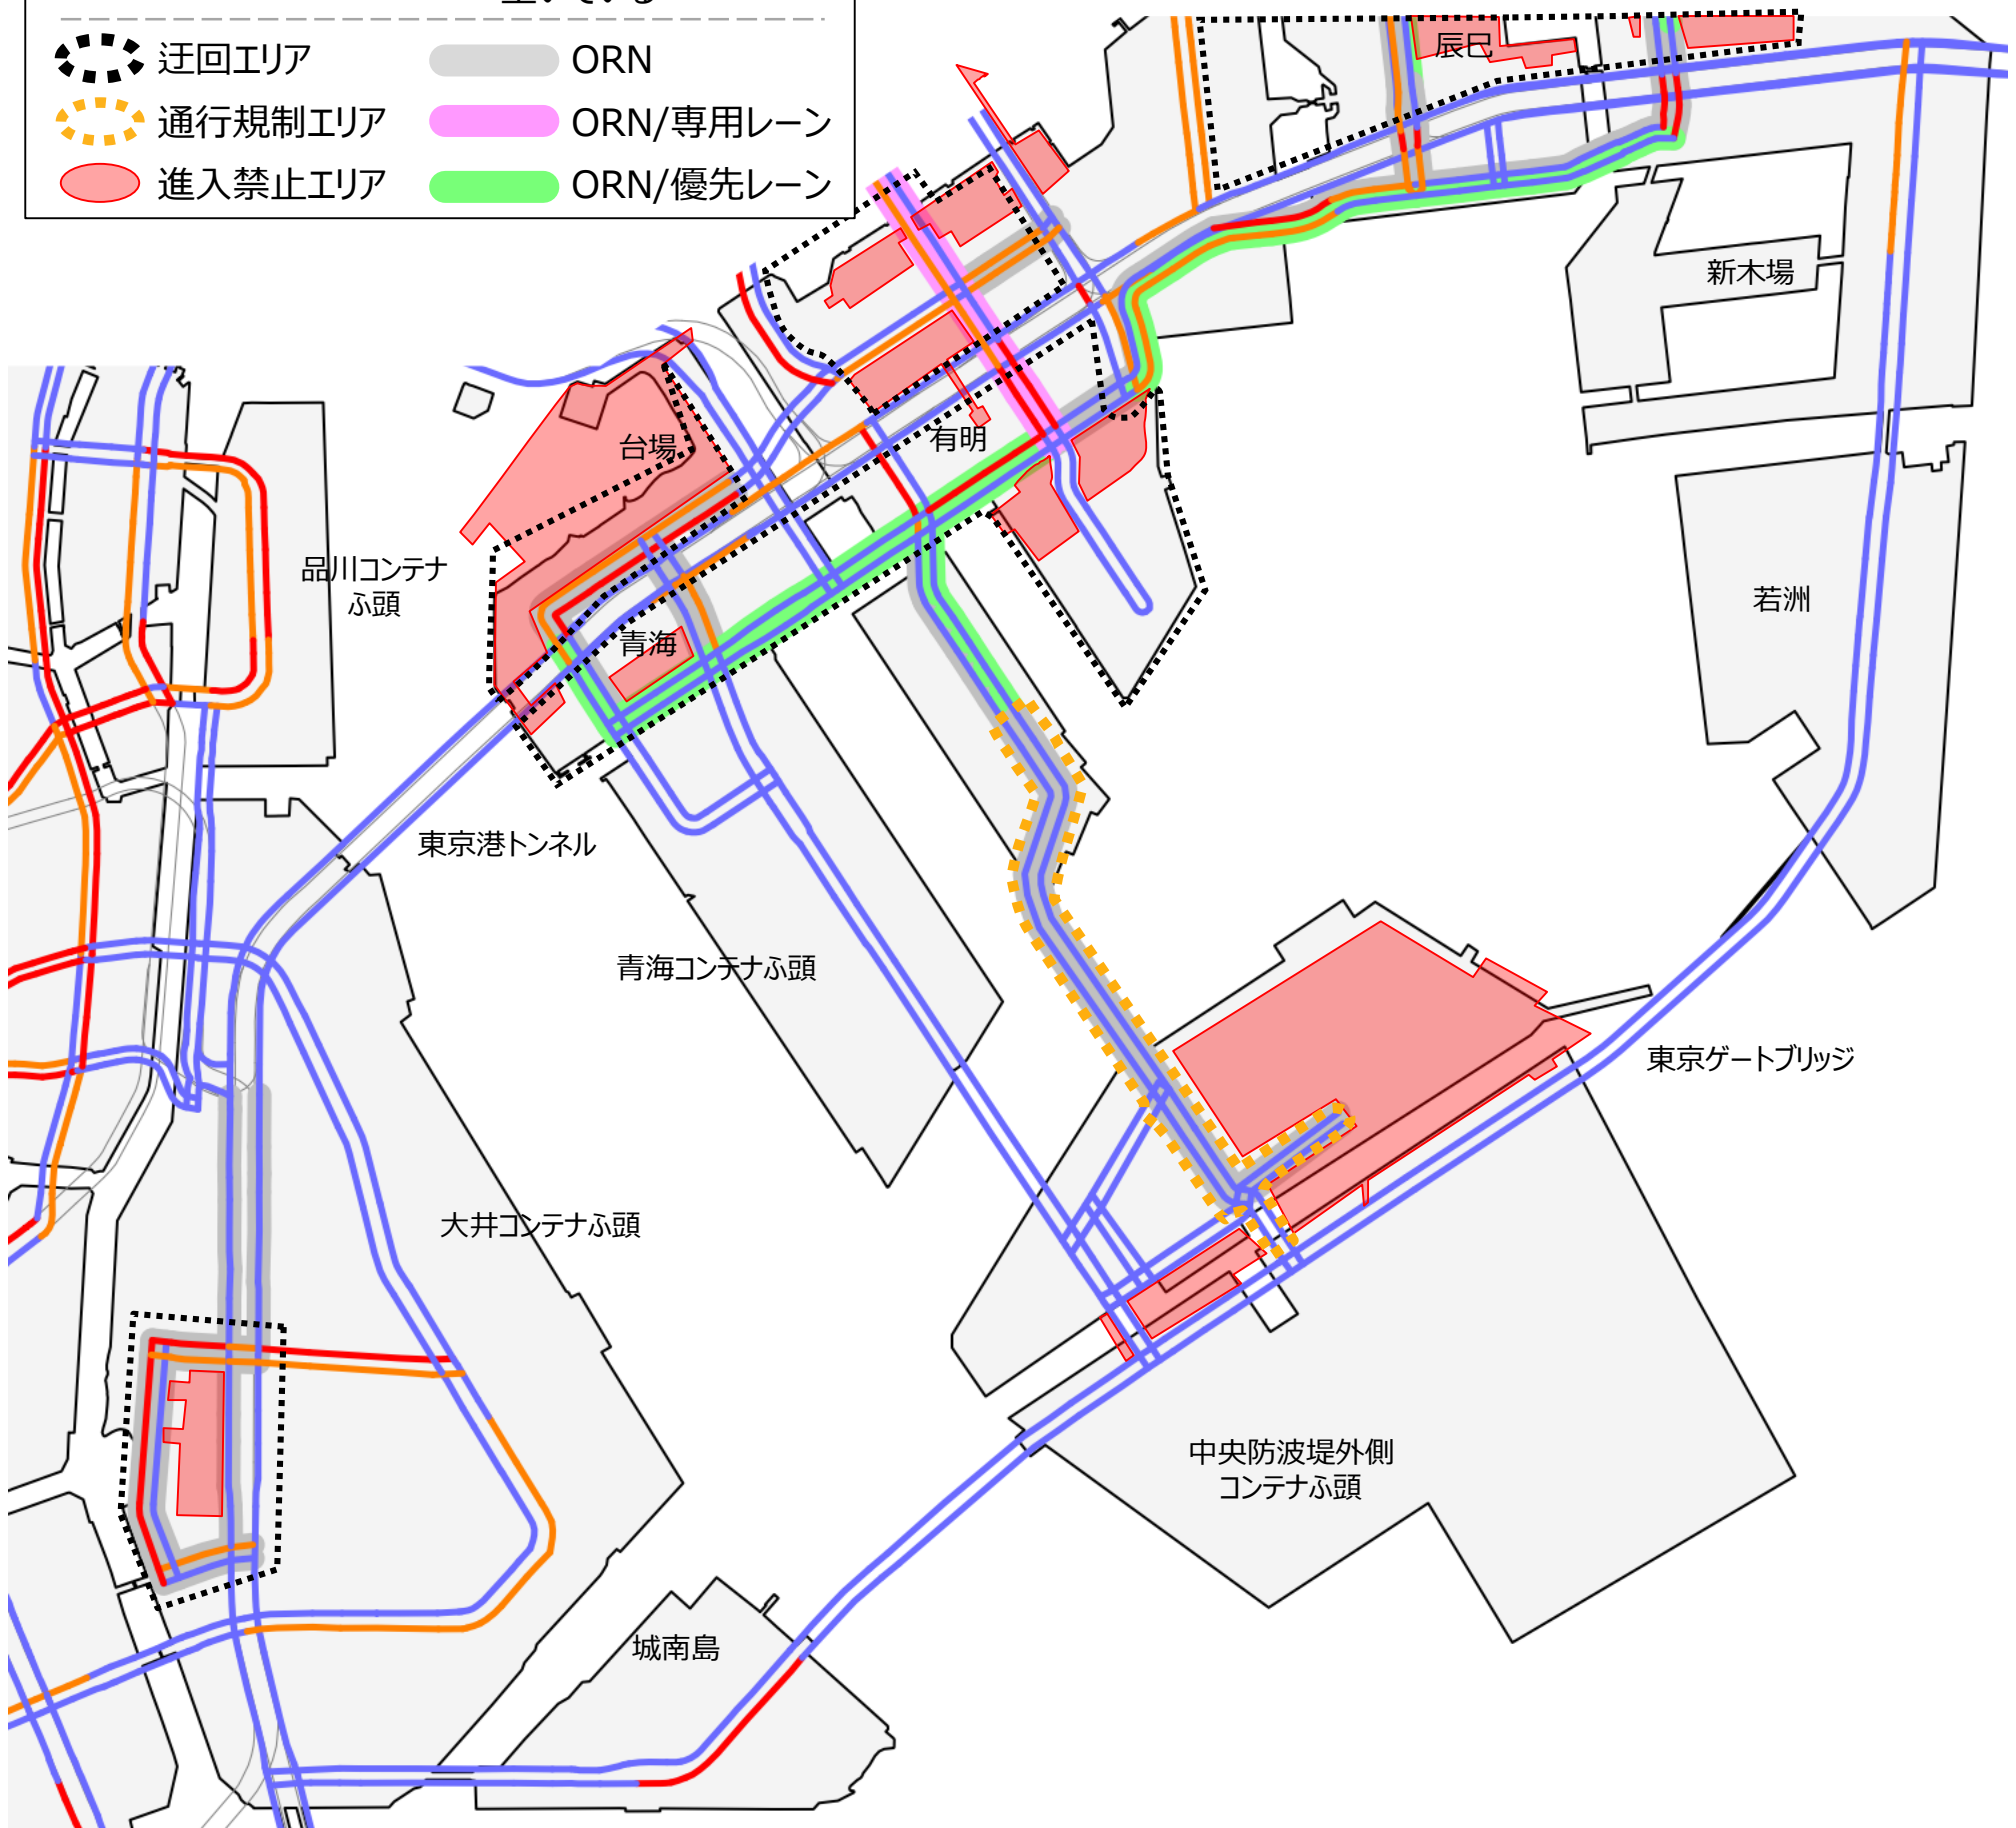 空いている
迂回エリア
ORN
通行規制エリア
ORN/専用レーン
進入禁止エリア
ORN/優先レーン
辰巳
新木場
台場
有明
品川コンテナ
ふ頭
若洲
青海
東京港トンネル
青海コンテナふ頭
東京ゲートブリッジ
大井コンテナふ頭
中央防波堤外側
コンテナふ頭
城南島